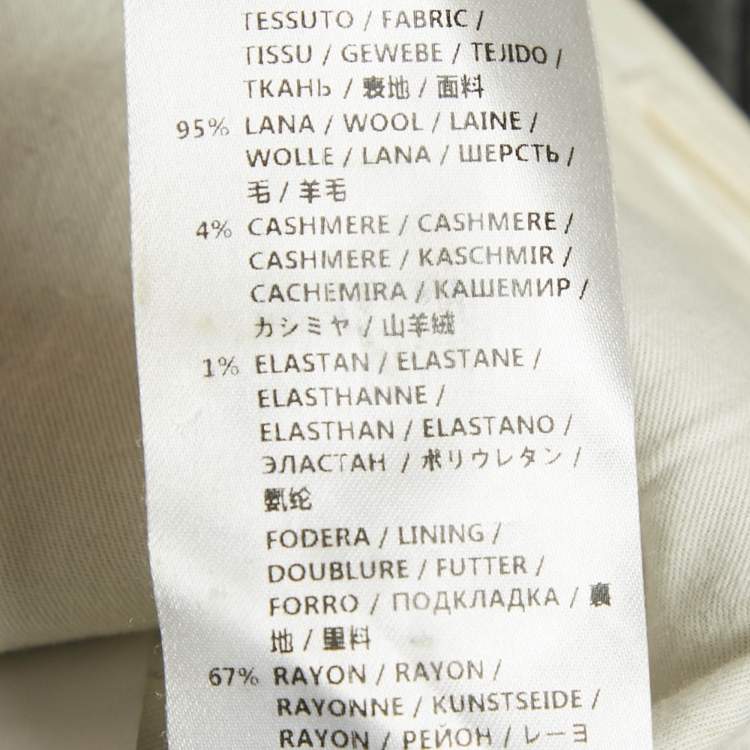 TESSUTO / FABRIC /
TISSU / GEWEBE / TEJIDO /
ТКАНЬ / 裏地 / 面料
95% LANA / WOOL / LAINE /
WOLLE / LANA / ШЕРСТЬ /
毛 / 羊毛
4% CASHMERE / CASHMERE /
CASHMERE / KASCHMIR /
CACHEMIRA / КАШЕМИР /
カシミヤ / 山羊绒
1% ELASTAN / ELASTANE /
ELASTHANNE /
ELASTHAN / ELASTANO /
ЭЛАСТАН / ポリウレタン /
氨纶
FODERA / LINING /
DOUBLURE / FUTTER /
FORRO / ПОДКЛАДКА / 裏
地 / 里料
67% RAYON / RAYON /
RAYONNE / KUNSTSEIDE /
RAYON / РЕЙОН / レーヨ